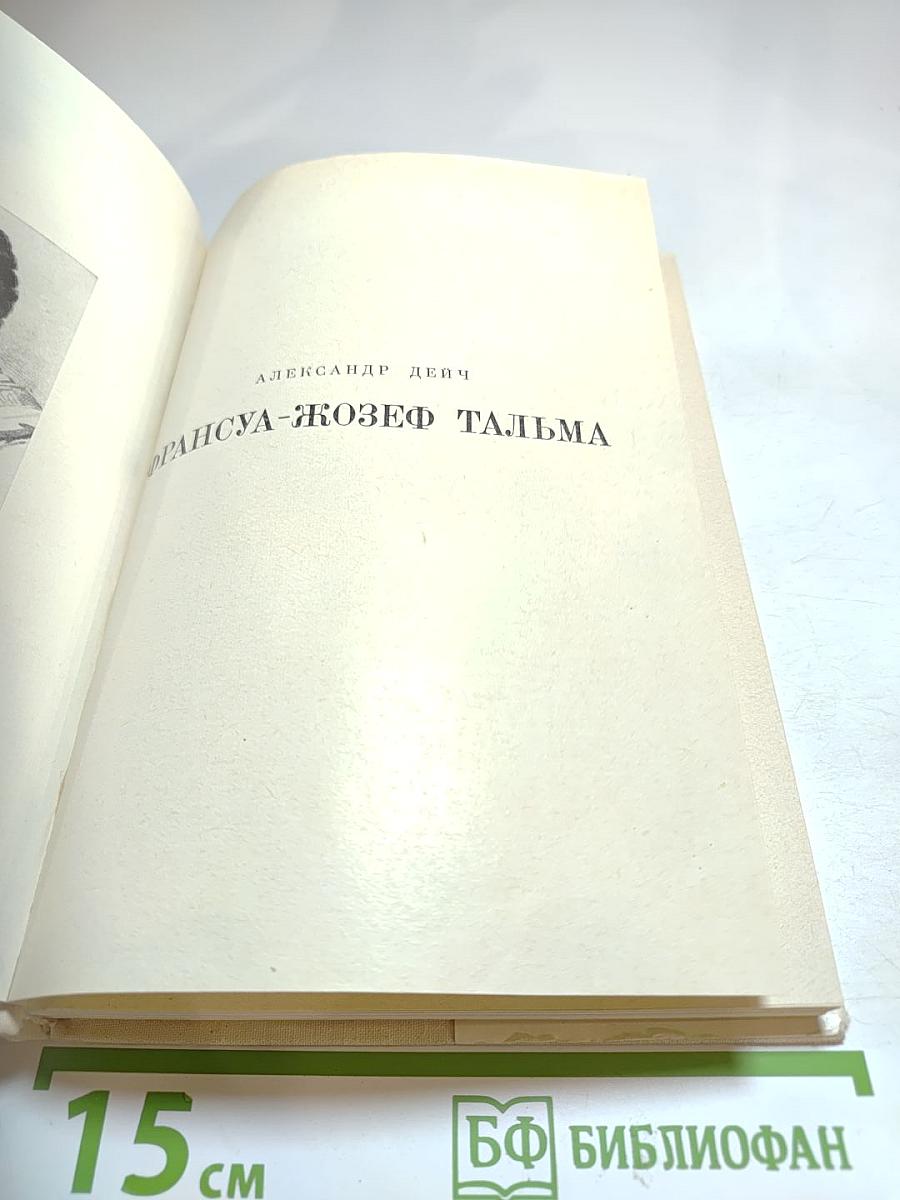 АЛЕКСАНДР ДЕЙЧ
ФРАНСУА-ЖОЗЕФ ТАЛЬМА
15 см
БФ БИБЛИОФАН